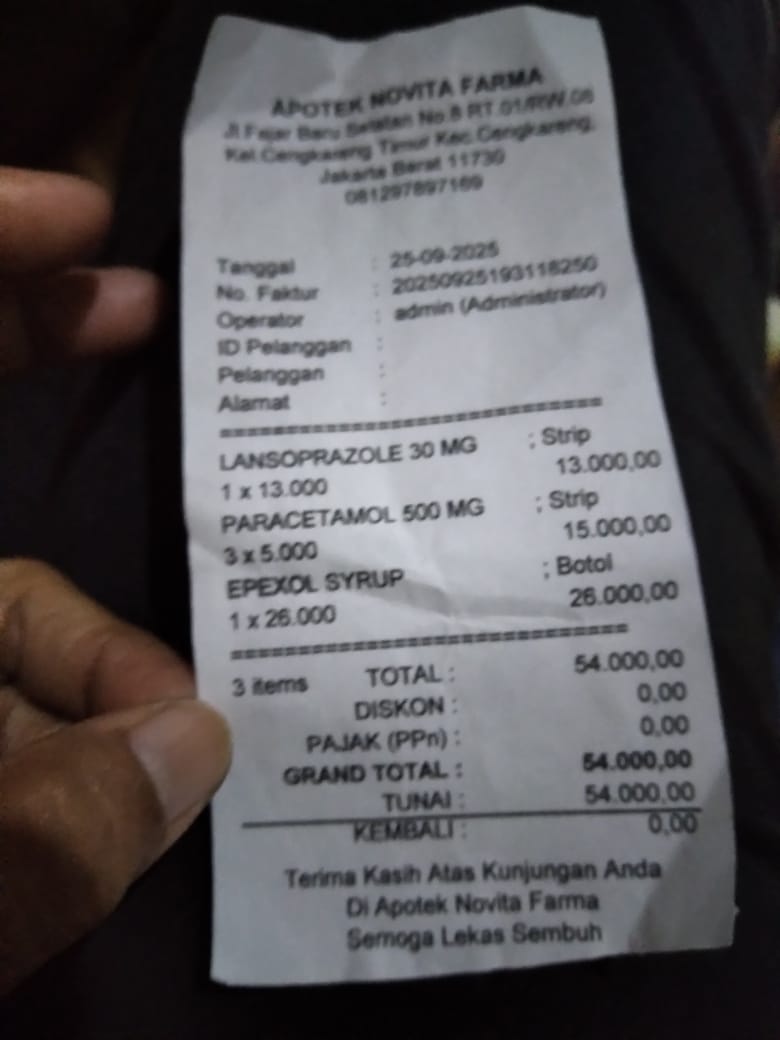 APOTEK NOVITA FARMA
Jl Fajar Baru Selatan No.8 RT.01/RW.08
Kel.Cengkareng Timur Kec.Cengkareng,
Jakarta Barat 11730
081297897169
Tanggal : 25-09-2025
No. Faktur : 20250925193118250
Operator : admin (Administrator)
ID Pelanggan :
Pelanggan :
Alamat :
==============================
LANSOPRAZOLE 30 MG ; Strip
1 x 13.000 13.000,00
PARACETAMOL 500 MG ; Strip
3 x 5.000 15.000,00
EPEXOL SYRUP ; Botol
1 x 26.000 26.000,00
==============================
3 items TOTAL : 54.000,00
DISKON : 0,00
PAJAK (PPn) : 0,00
GRAND TOTAL : 54.000,00
TUNAI : 54.000,00
KEMBALI : 0,00
Terima Kasih Atas Kunjungan Anda
Di Apotek Novita Farma
Semoga Lekas Sembuh